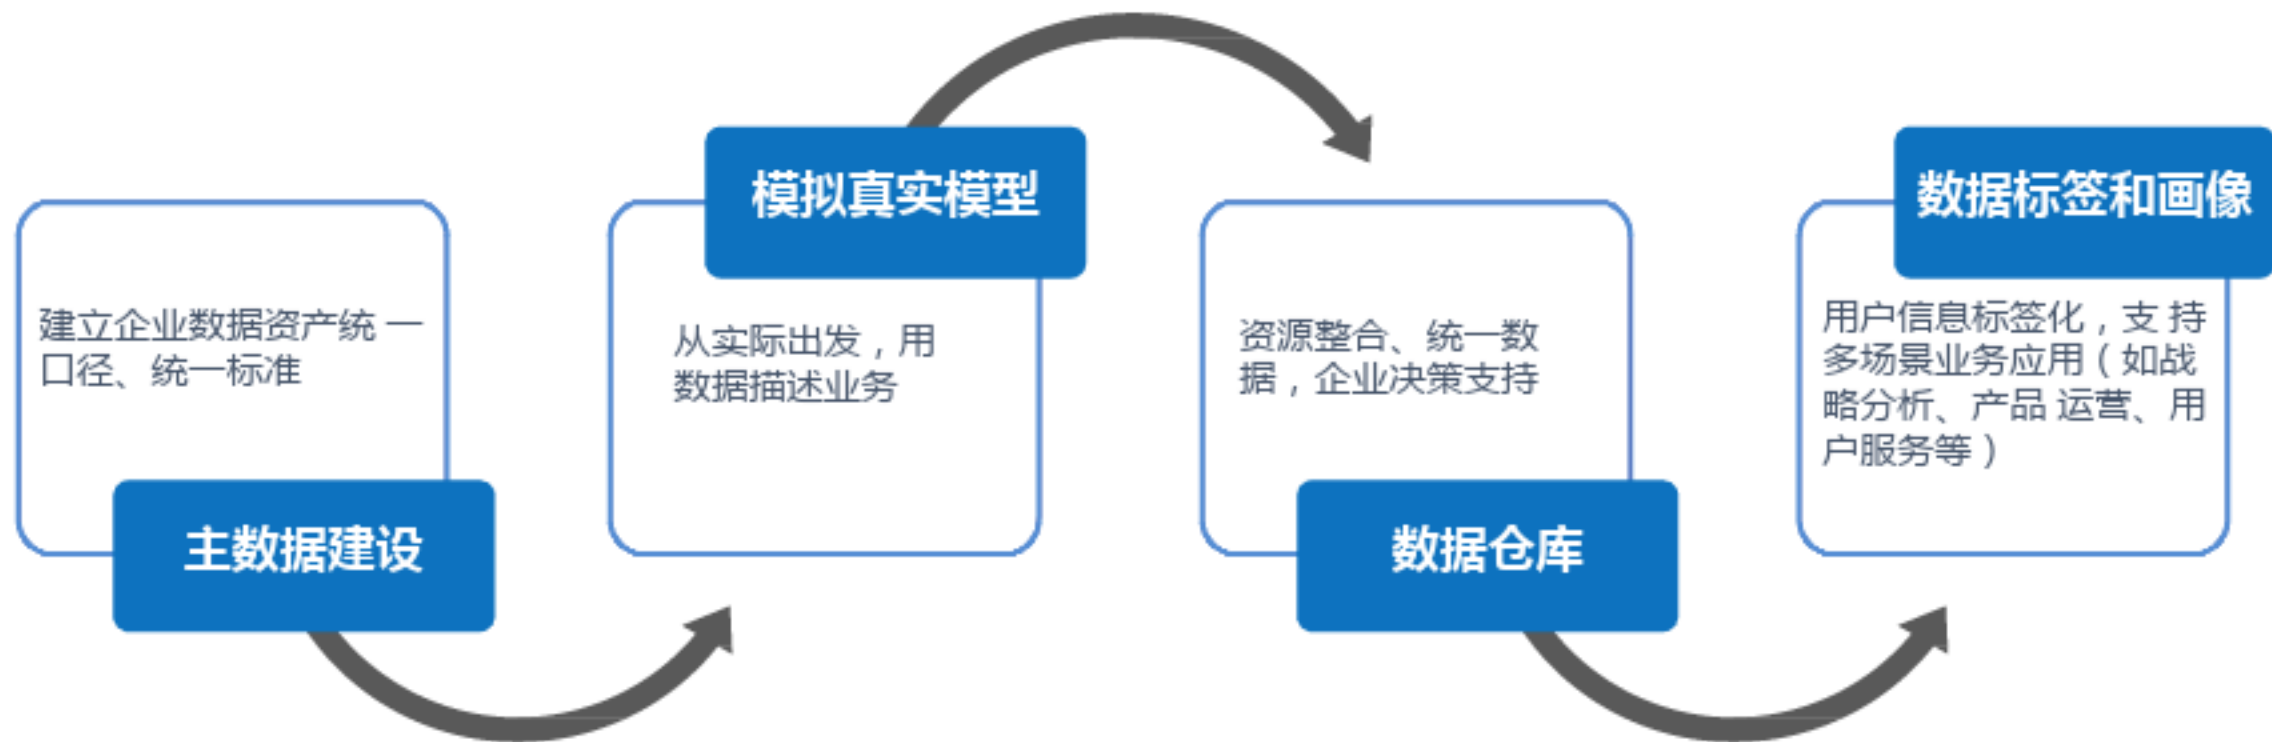 建立企业数据资产统 一
口径、统一标准
主数据建设
模拟真实模型
从实际出发，用
数据描述业务
资源整合、统一数
据，企业决策支持
数据仓库
数据标签和画像
用户信息标签化，支 持
多场景业务应用（如战
略分析、产品 运营、用
户服务等）